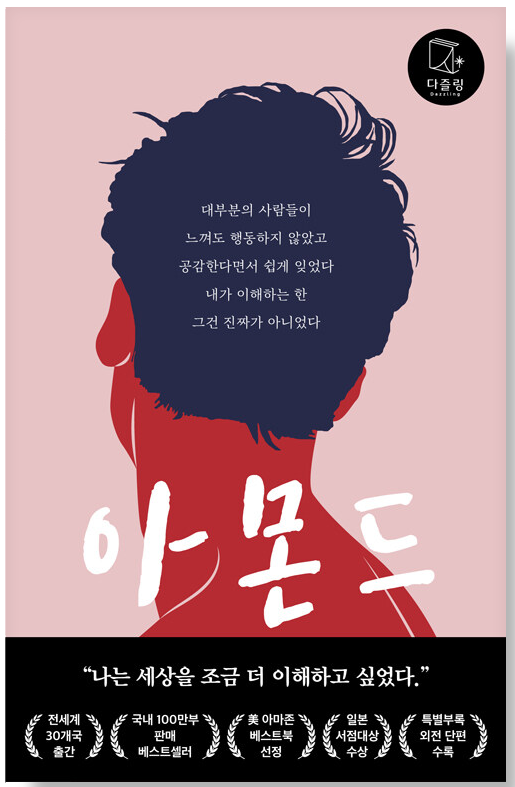 다즐링
Dazzling
대부분의 사람들이
느껴도 행동하지 않았고
공감한다면서 쉽게 잊었다
내가 이해하는 한
그건 진짜가 아니었다
아몬드
“나는 세상을 조금 더 이해하고 싶었다.”
전세계
30개국
출간
국내 100만부
판매
베스트셀러
美 아마존
베스트북
선정
일본
서점대상
수상
특별부록
외전 단편
수록